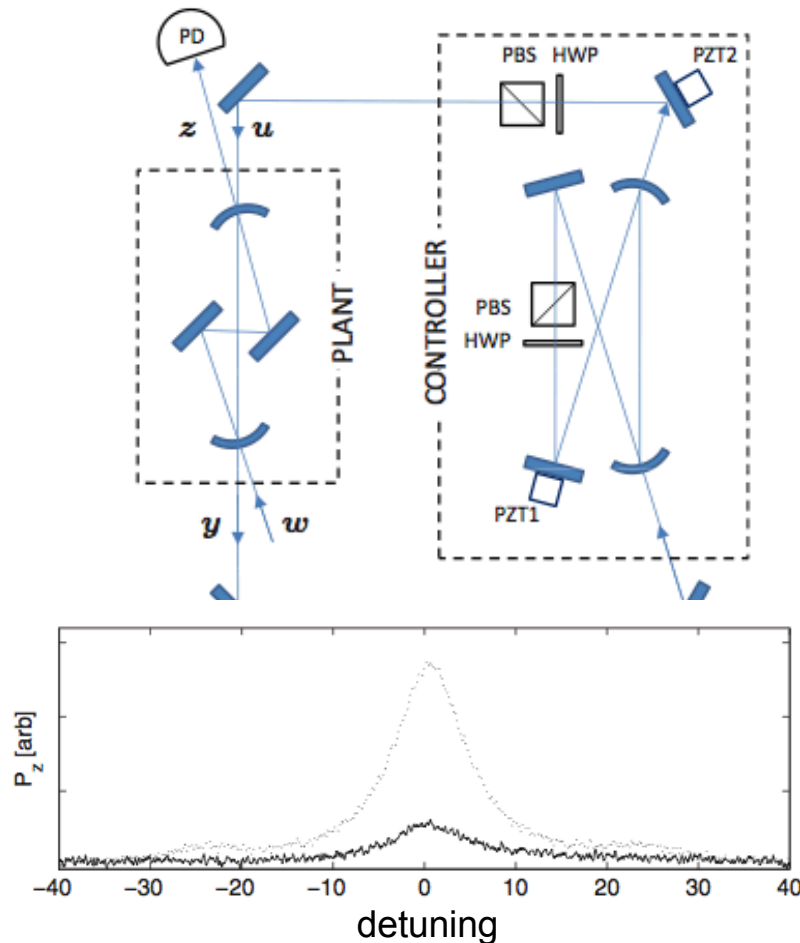 PD
PBS HWP
PZT2
z
u
PLANT
CONTROLLER
PBS
HWP
PZT1
y
w
P_z [arb]
−40 −30 −20 −10 0 10 20 30 40
detuning